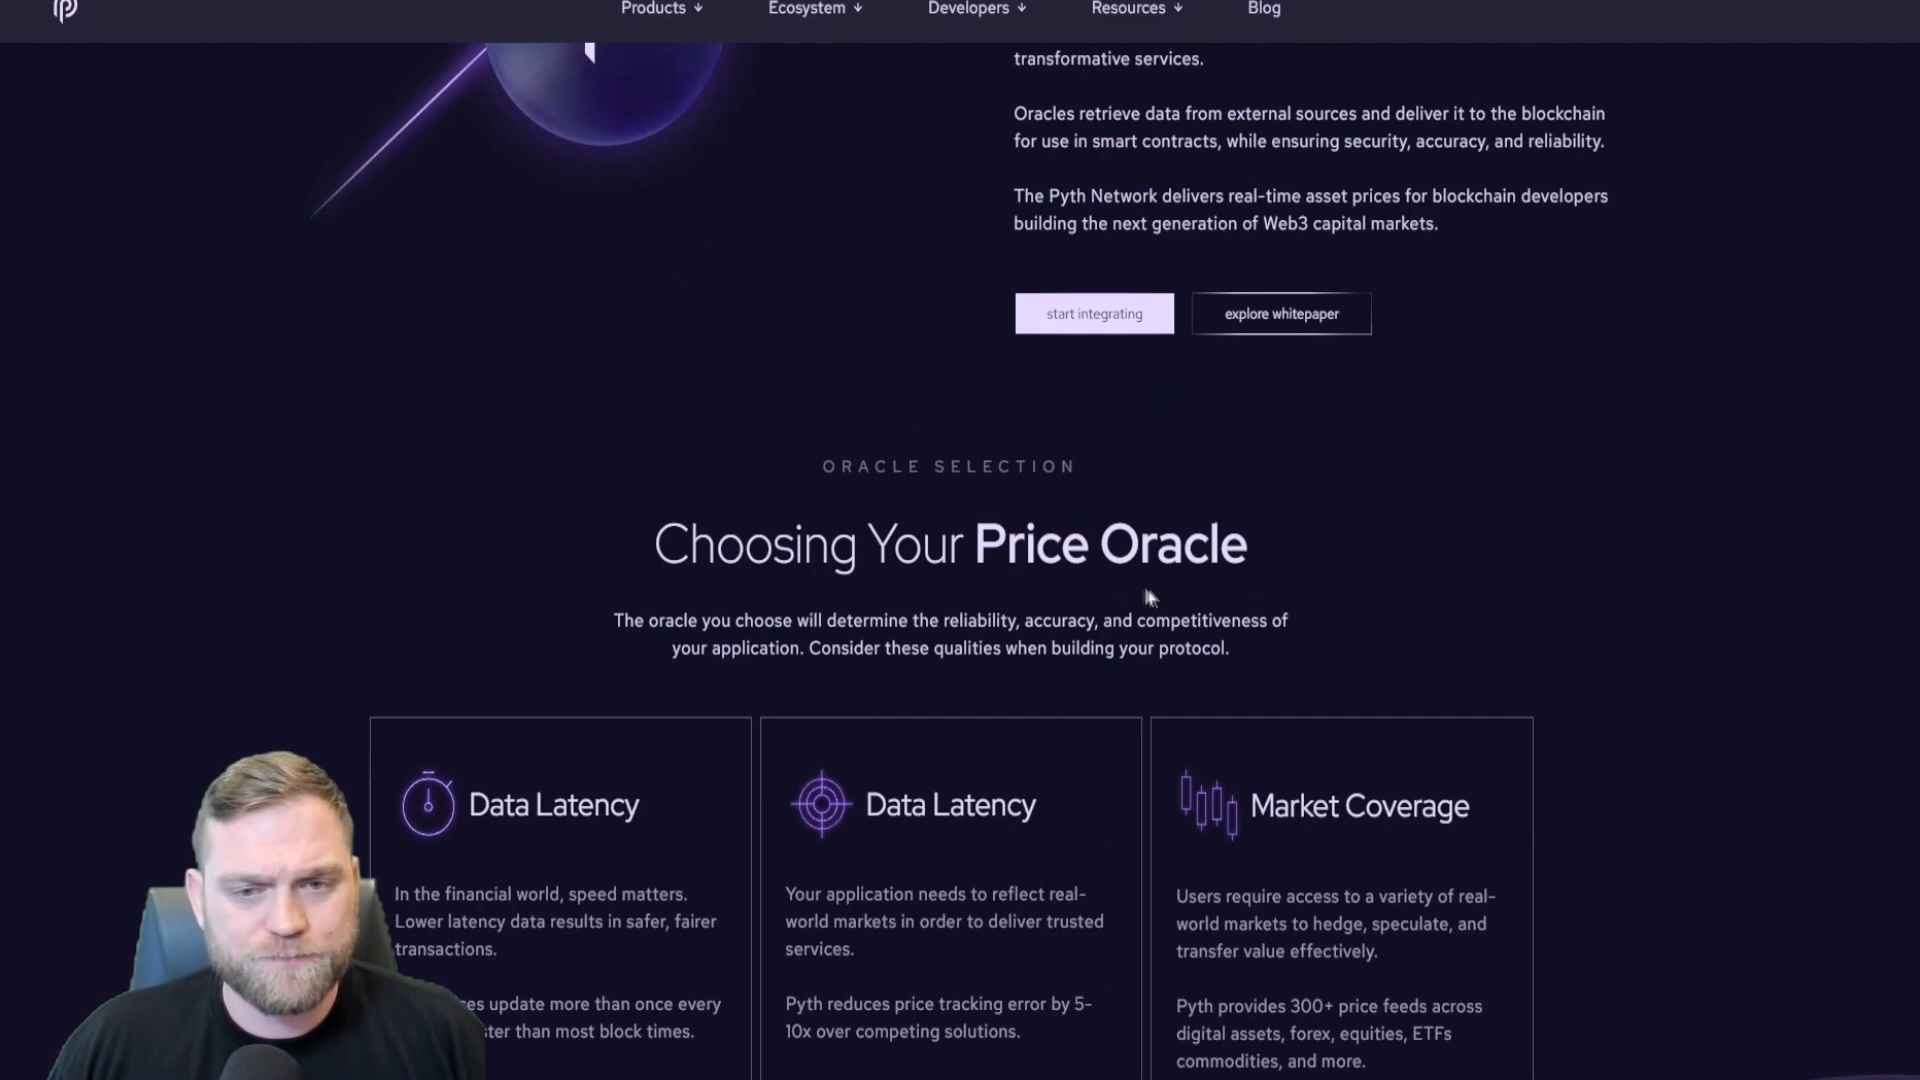 Products ↓
Ecosystem ↓
Developers ↓
Resources ↓
Blog
transformative services.
Oracles retrieve data from external sources and deliver it to the blockchain
for use in smart contracts, while ensuring security, accuracy, and reliability.
The Pyth Network delivers real-time asset prices for blockchain developers
building the next generation of Web3 capital markets.
start integrating
explore whitepaper
ORACLE SELECTION
Choosing Your Price Oracle
The oracle you choose will determine the reliability, accuracy, and competitiveness of
your application. Consider these qualities when building your protocol.
Data Latency
In the financial world, speed matters.
Lower latency data results in safer, fairer
transactions.
update more than once every
than most block times.
Data Latency
Your application needs to reflect real-
world markets in order to deliver trusted
services.
Pyth reduces price tracking error by 5-
10x over competing solutions.
Market Coverage
Users require access to a variety of real-
world markets to hedge, speculate, and
transfer value effectively.
Pyth provides 300+ price feeds across
digital assets, forex, equities, ETFs
commodities, and more.